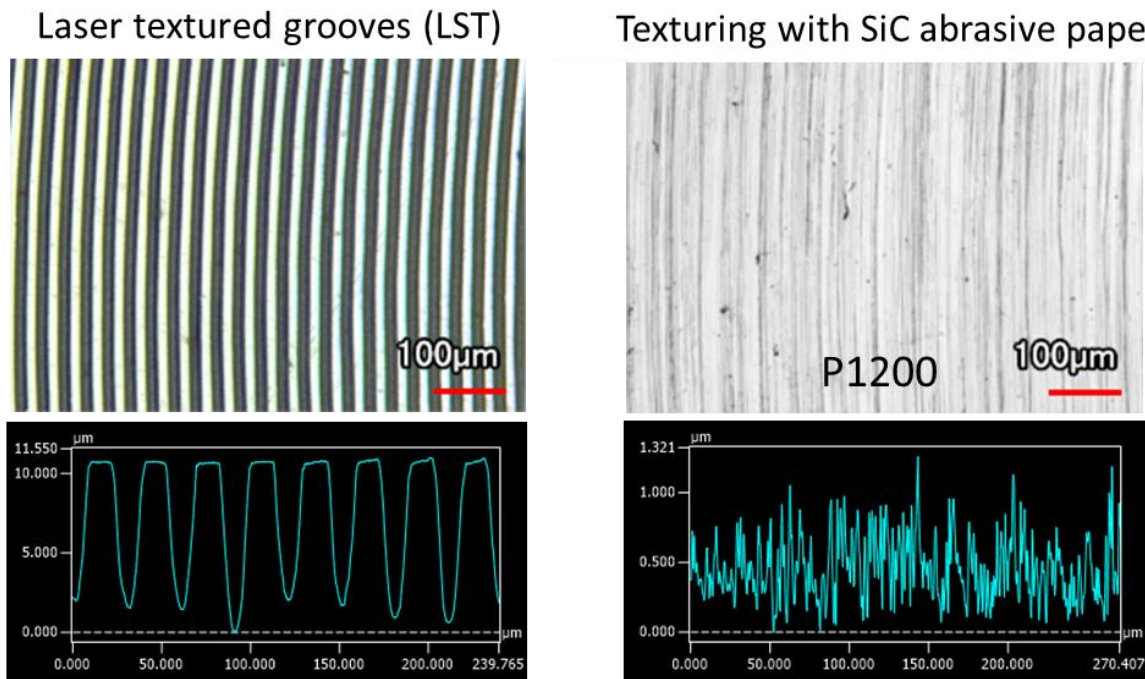 Laser textured grooves (LST)
Texturing with SiC abrasive pape
100µm
P1200
100µm
µm
11.550
10.000
5.000
0.000
µm
0.000
50.000
100.000
150.000
200.000
239.765
µm
1.321
1.000
0.500
0.000
µm
0.000
50.000
100.000
150.000
200.000
270.407